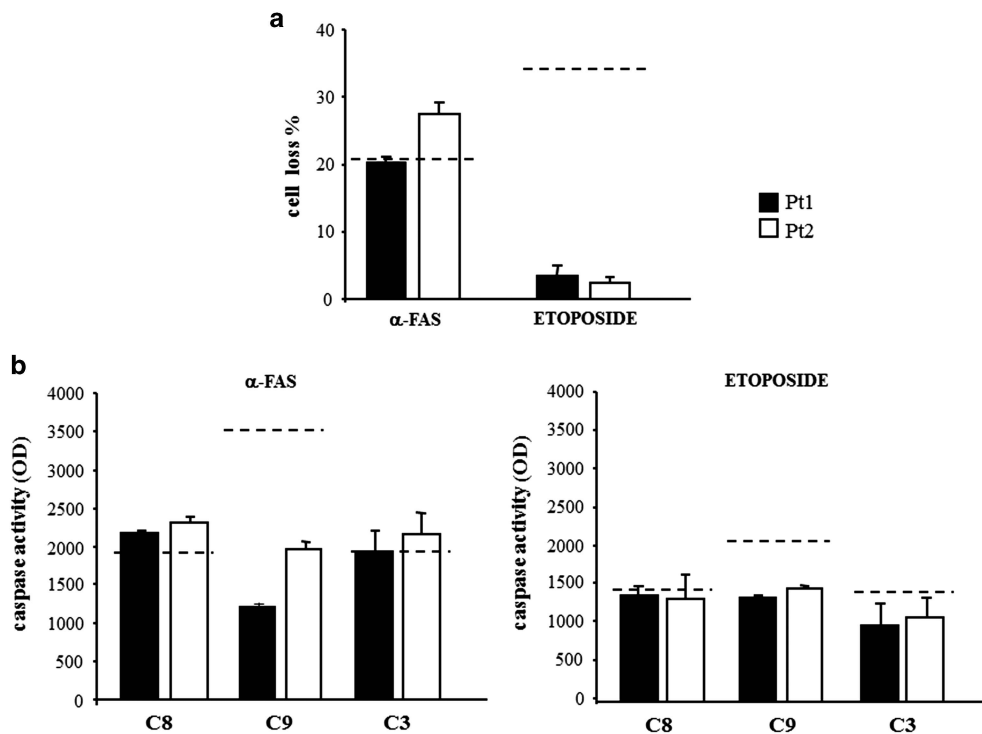 a
40
30
20
10
0
cell loss %
α-FAS
ETOPOSIDE
Pt1
Pt2
b
α-FAS
4000
3500
3000
2500
2000
1500
1000
500
0
caspase activity (OD)
C8
C9
C3
ETOPOSIDE
4000
3500
3000
2500
2000
1500
1000
500
0
caspase activity (OD)
C8
C9
C3